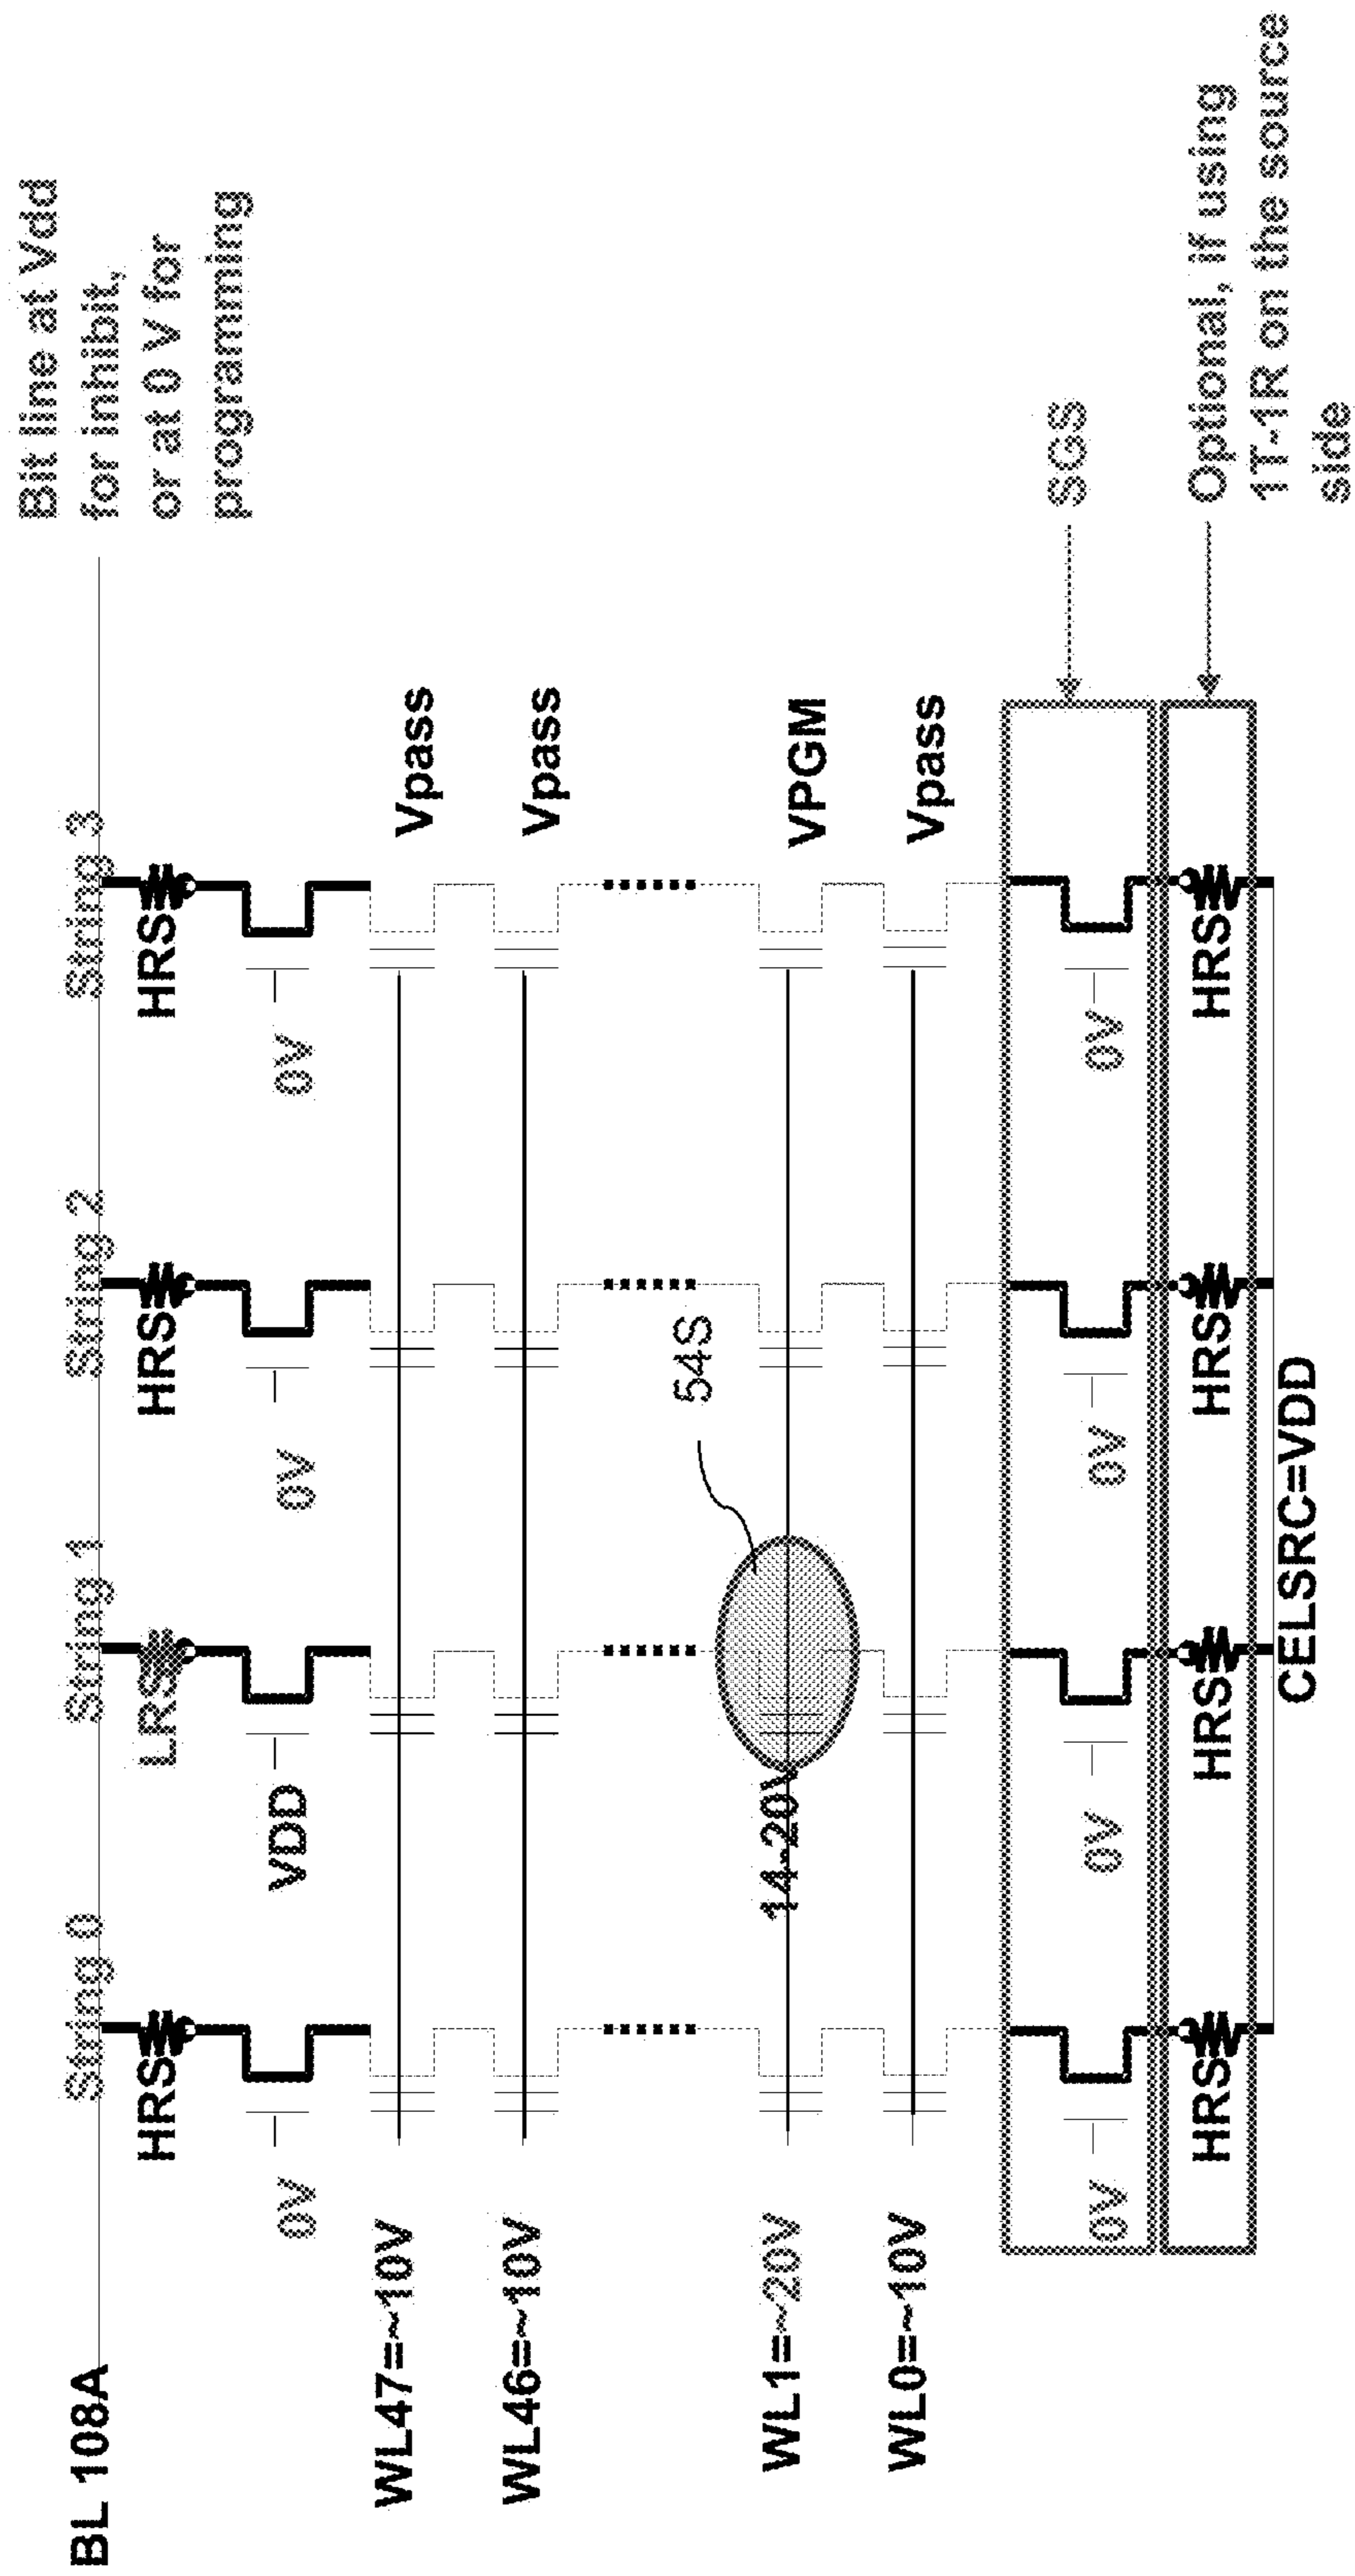 Bit line at Vdd
for inhibit,
or at 0 V for
programming
BL 108A
String 0
String 1
String 2
String 3
HRS
LRS
HRS
HRS
0V
VDD
0V
0V
WL47=~10V
Vpass
WL46=~10V
Vpass
54S
WL1=~20V
14-20V
VPGM
WL0=~10V
Vpass
SGS
0V
0V
0V
0V
HRS
HRS
HRS
HRS
Optional, if using
1T-1R on the source
side
CELSRC=VDD